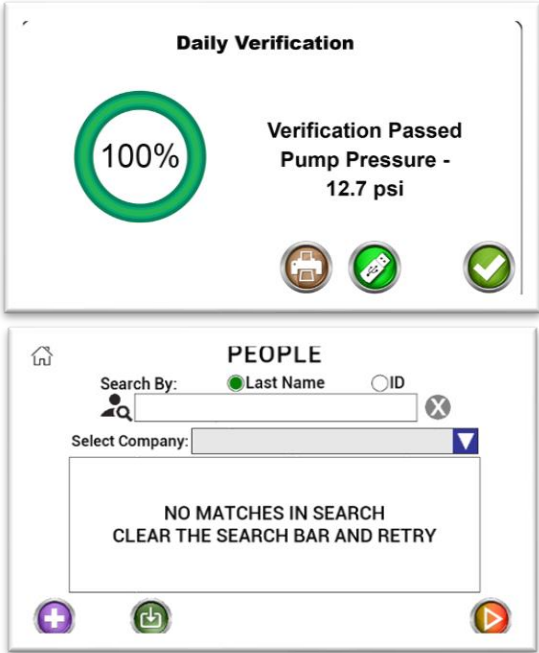 Daily Verification
100%
Verification Passed
Pump Pressure -
12.7 psi
PEOPLE
Search By: Last Name ID
X
Select Company:
NO MATCHES IN SEARCH
CLEAR THE SEARCH BAR AND RETRY